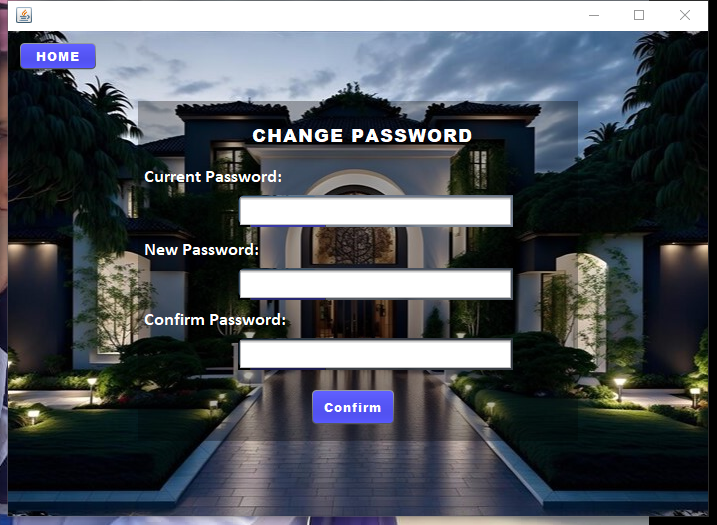 HOME
CHANGE PASSWORD
Current Password:
New Password:
Confirm Password:
Confirm